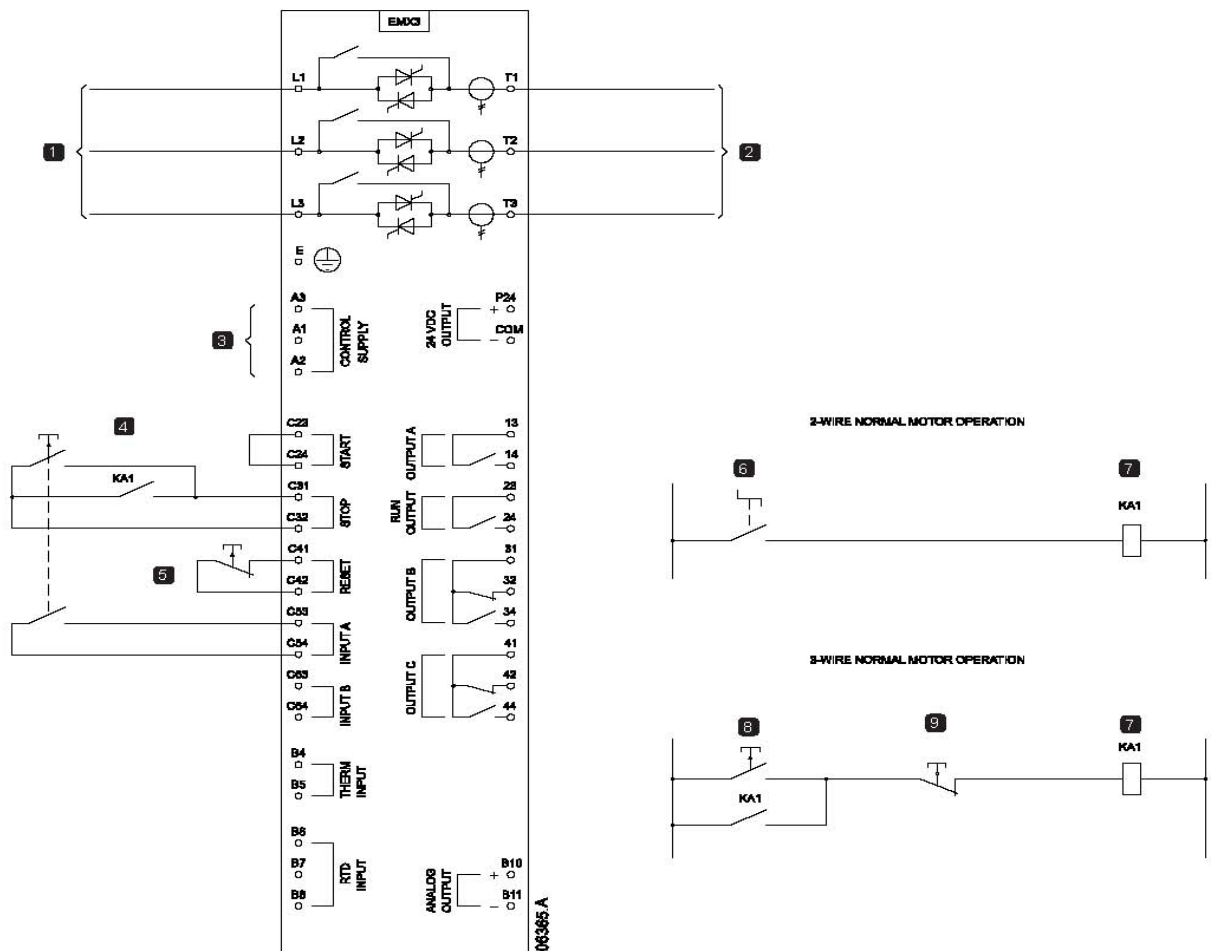 EMX3
L1
T1
1
L2
T2
2
L3
T3
E
A3
A1
A2
3
CONTROL
SUPPLY
24 VDC
OUTPUT
+ P24
COM
-
4
KA1
C23
C24
START
C31
C32
STOP
5
C41
C42
RESET
C53
C54
INPUT A
C63
C64
INPUT B
B4
B5
THERM
INPUT
B6
B7
B8
RTD
INPUT
OUTPUT A
13
14
RUN
OUTPUT
23
24
OUTPUT B
31
32
34
OUTPUT C
41
42
44
ANALOG
OUTPUT
+ B10
- B11
06365.A
2-WIRE NORMAL MOTOR OPERATION
6
7
KA1
3-WIRE NORMAL MOTOR OPERATION
8
9
7
KA1
KA1